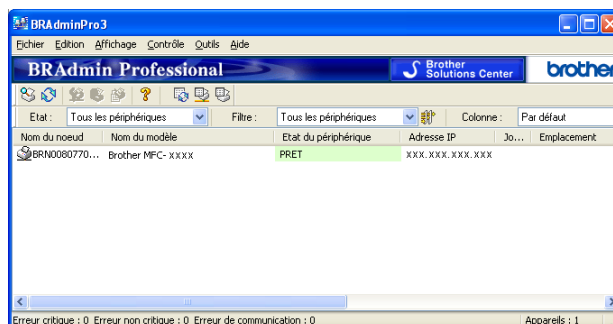 BRAdminPro3
Fichier Edition Affichage Contrôle Outils Aide
BRAdmin Professional Brother Solutions Center brother
Etat : Tous les périphériques Filtre : Tous les périphériques Colonne : Par défaut
Nom du noeud Nom du modèle Etat du périphérique Adresse IP Jo... Emplacement
BRN0080770... Brother MFC- xxxx PRET XXX.XXX.XXX.XXX
Erreur critique : 0 Erreur non critique : 0 Erreur de communication : 0 Appareils : 1